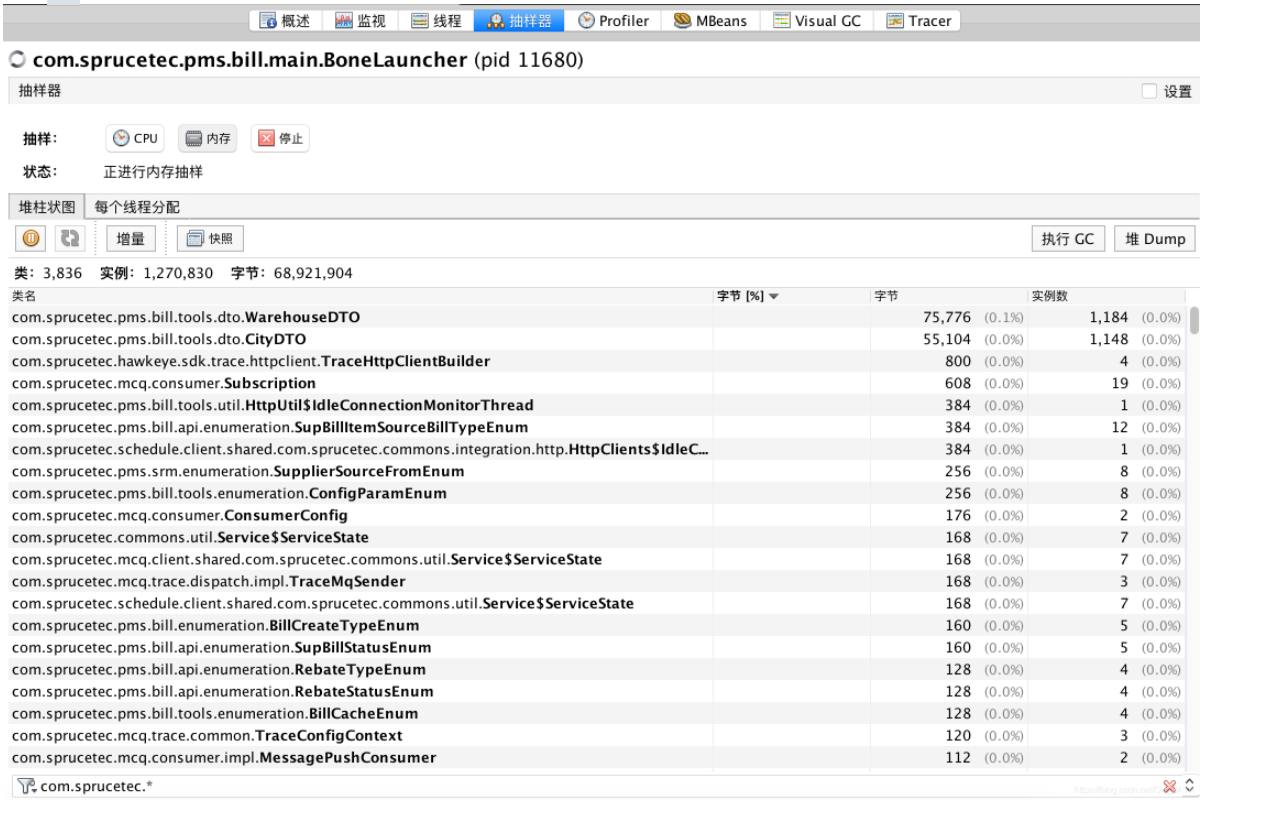 概述 监视 线程 抽样器 Profiler MBeans Visual GC Tracer
com.sprucetec.pms.bill.main.BoneLauncher (pid 11680)
抽样器 设置
抽样: CPU 内存 停止
状态: 正进行内存抽样
堆柱状图 每个线程分配
增量 快照 执行 GC 堆 Dump
类: 3,836 实例: 1,270,830 字节: 68,921,904
类名 字节 [%] 字节 实例数
com.sprucetec.pms.bill.tools.dto.WarehouseDTO 75,776 (0.1%) 1,184 (0.0%)
com.sprucetec.pms.bill.tools.dto.CityDTO 55,104 (0.0%) 1,148 (0.0%)
com.sprucetec.hawkeye.sdk.trace.httpclient.TraceHttpClientBuilder 800 (0.0%) 4 (0.0%)
com.sprucetec.mcq.consumer.Subscription 608 (0.0%) 19 (0.0%)
com.sprucetec.pms.bill.tools.util.HttpUtil$IdleConnectionMonitorThread 384 (0.0%) 1 (0.0%)
com.sprucetec.pms.bill.api.enumeration.SupBillItemSourceBillTypeEnum 384 (0.0%) 12 (0.0%)
com.sprucetec.schedule.client.shared.com.sprucetec.commons.integration.http.HttpClients$IdleC... 384 (0.0%) 1 (0.0%)
com.sprucetec.pms.srm.enumeration.SupplierSourceFromEnum 256 (0.0%) 8 (0.0%)
com.sprucetec.pms.bill.tools.enumeration.ConfigParamEnum 256 (0.0%) 8 (0.0%)
com.sprucetec.mcq.consumer.ConsumerConfig 176 (0.0%) 2 (0.0%)
com.sprucetec.commons.util.Service$ServiceState 168 (0.0%) 7 (0.0%)
com.sprucetec.mcq.client.shared.com.sprucetec.commons.util.Service$ServiceState 168 (0.0%) 7 (0.0%)
com.sprucetec.mcq.trace.dispatch.impl.TraceMqSender 168 (0.0%) 3 (0.0%)
com.sprucetec.schedule.client.shared.com.sprucetec.commons.util.Service$ServiceState 168 (0.0%) 7 (0.0%)
com.sprucetec.pms.bill.enumeration.BillCreateTypeEnum 160 (0.0%) 5 (0.0%)
com.sprucetec.pms.bill.api.enumeration.SupBillStatusEnum 160 (0.0%) 5 (0.0%)
com.sprucetec.pms.bill.api.enumeration.RebateTypeEnum 128 (0.0%) 4 (0.0%)
com.sprucetec.pms.bill.api.enumeration.RebateStatusEnum 128 (0.0%) 4 (0.0%)
com.sprucetec.pms.bill.tools.enumeration.BillCacheEnum 128 (0.0%) 4 (0.0%)
com.sprucetec.mcq.trace.common.TraceConfigContext 120 (0.0%) 3 (0.0%)
com.sprucetec.mcq.consumer.impl.MessagePushConsumer 112 (0.0%) 2 (0.0%)
com.sprucetec.*